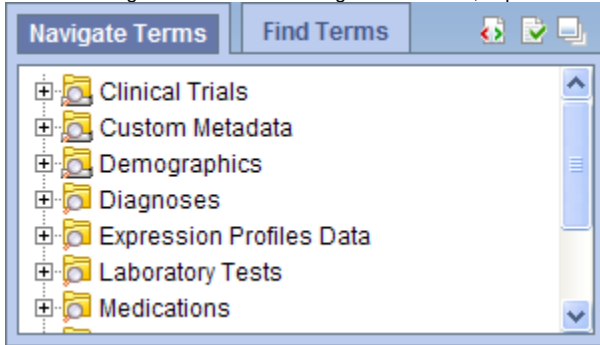 Navigate Terms Find Terms
Clinical Trials
Custom Metadata
Demographics
Diagnoses
Expression Profiles Data
Laboratory Tests
Medications